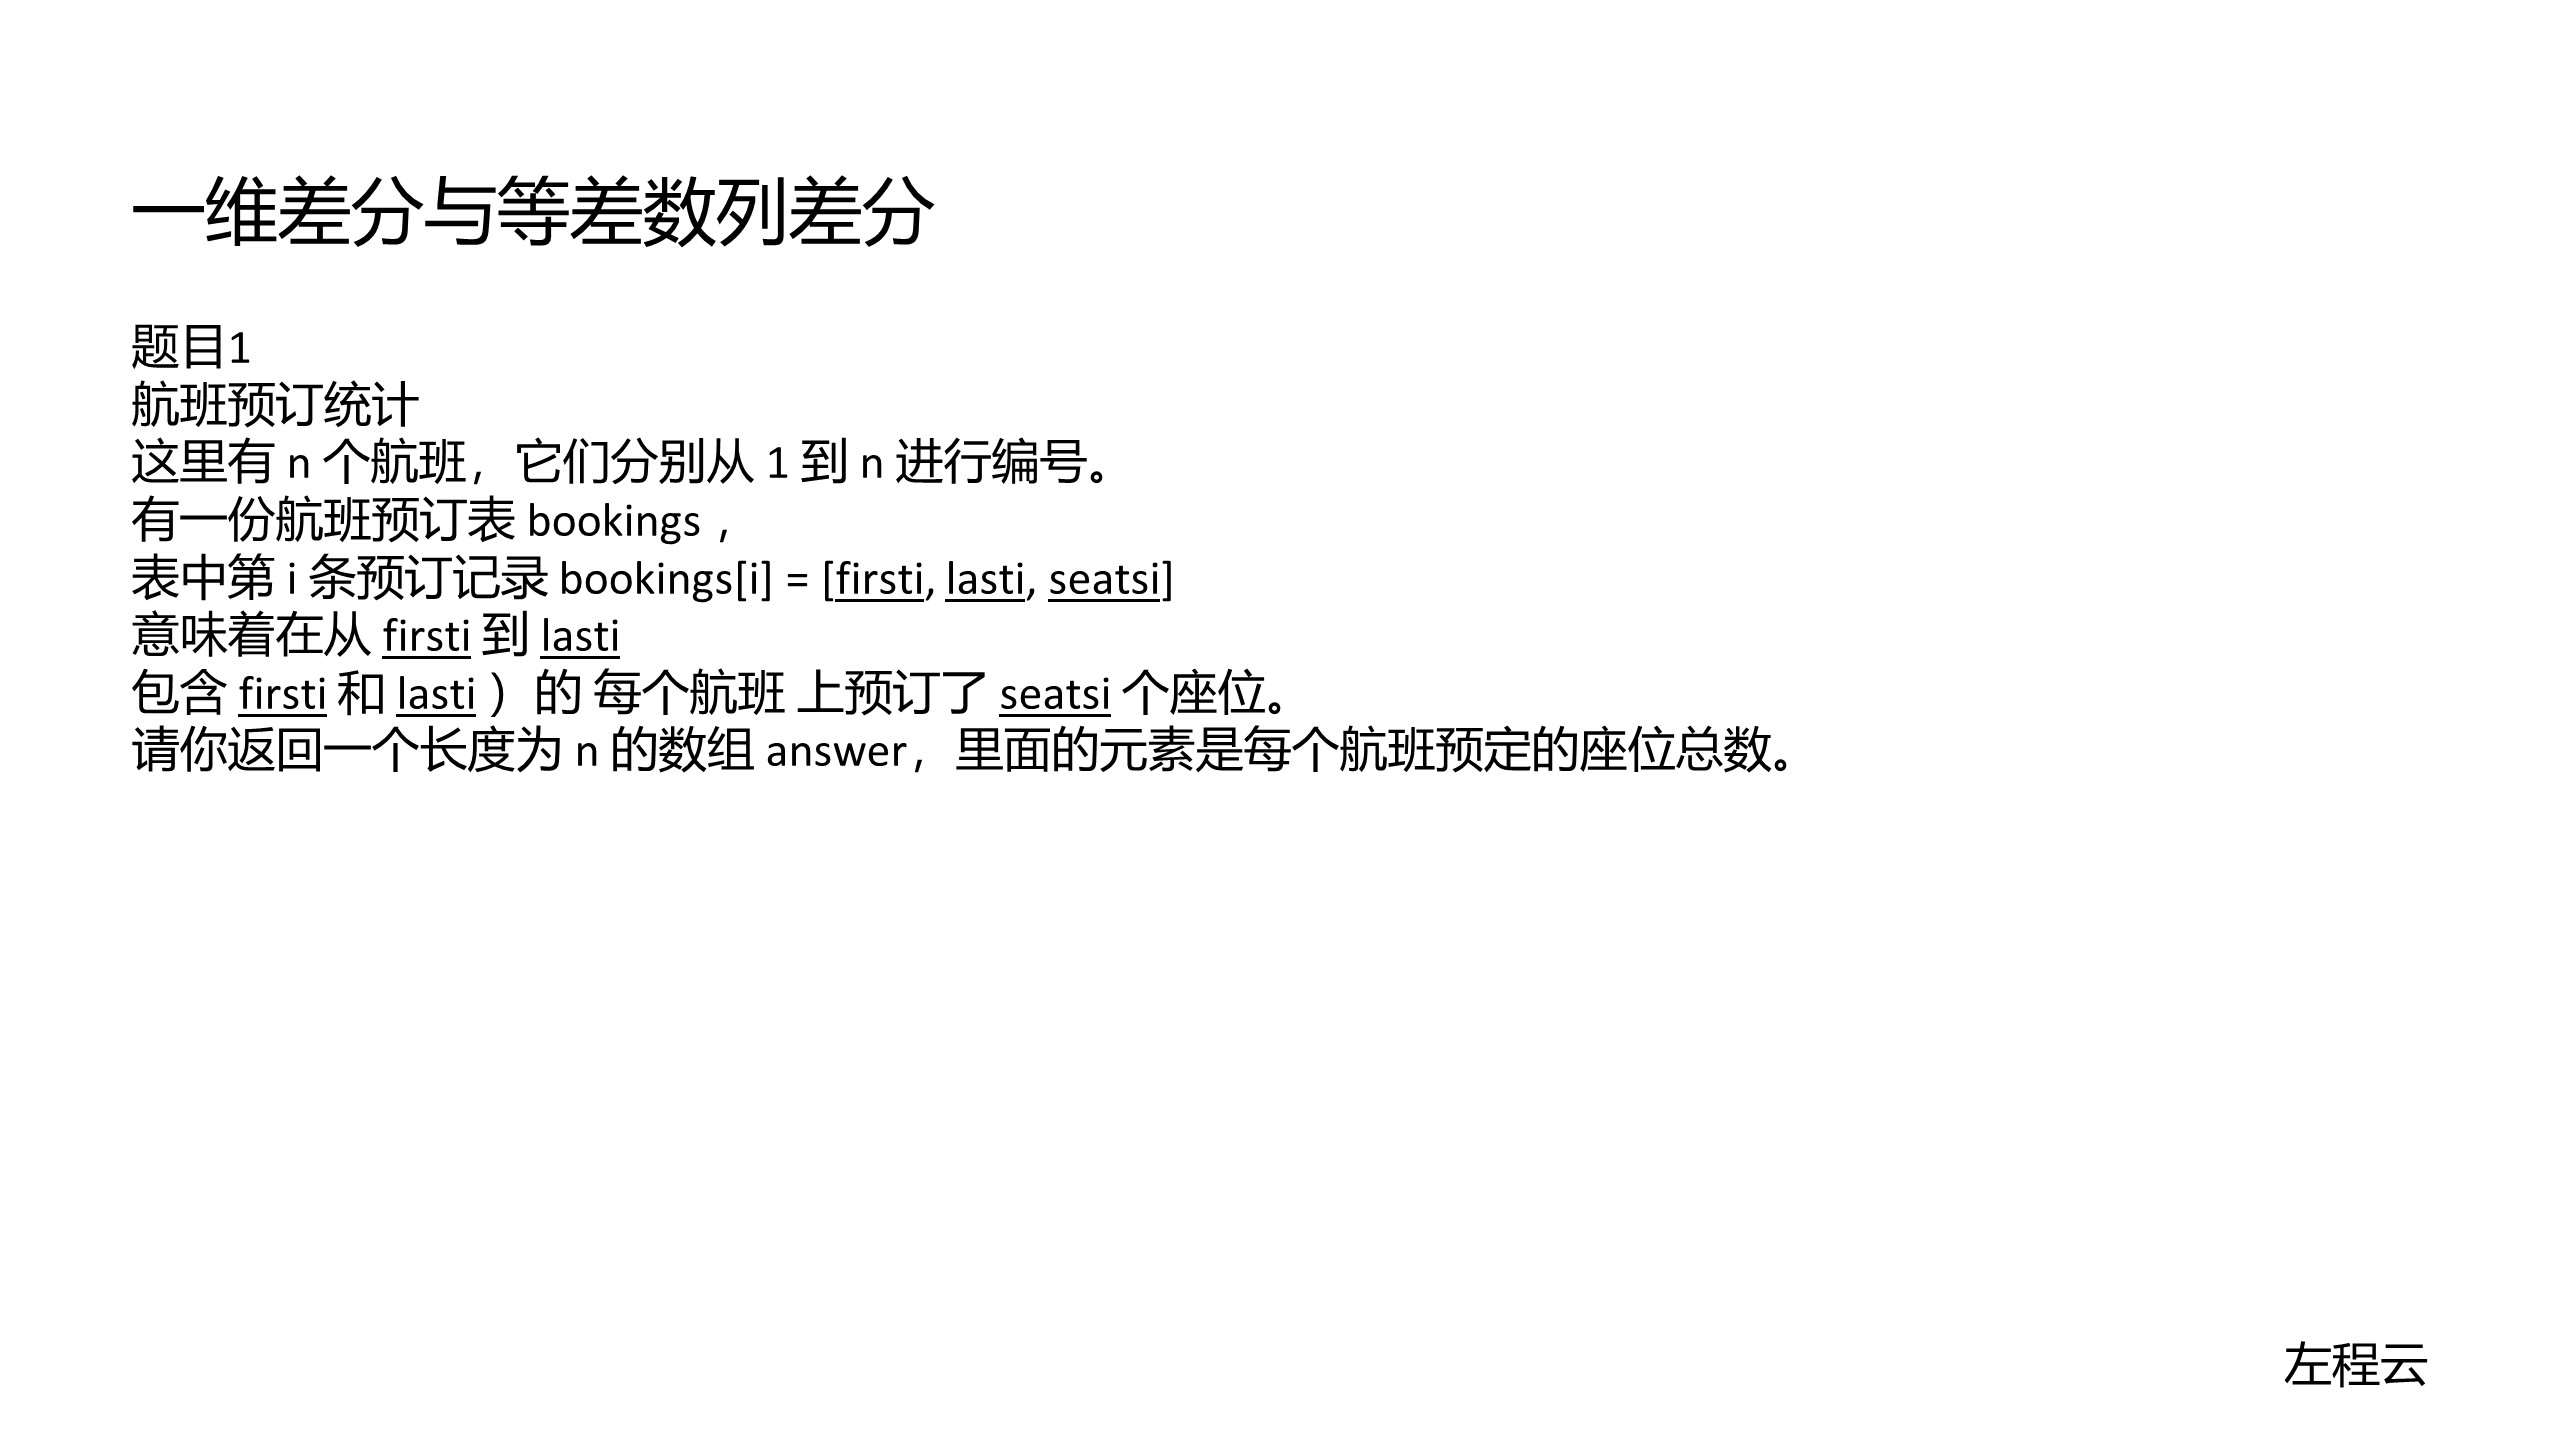 一维差分与等差数列差分
题目1
航班预订统计
这里有 n 个航班，它们分别从 1 到 n 进行编号。
有一份航班预订表 bookings ，
表中第 i 条预订记录 bookings[i] = [firsti, lasti, seatsi]
意味着在从 firsti 到 lasti
包含 firsti 和 lasti ）的 每个航班 上预订了 seatsi 个座位。
请你返回一个长度为 n 的数组 answer，里面的元素是每个航班预定的座位总数。
左程云